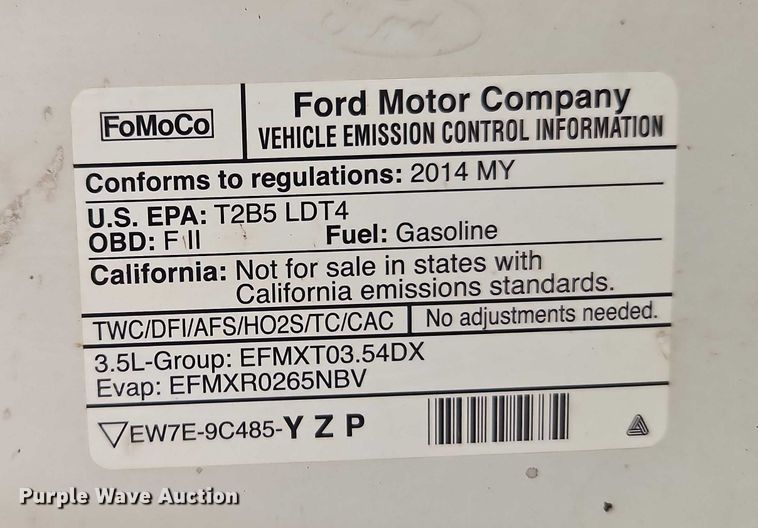 FoMoCo
Ford Motor Company
VEHICLE EMISSION CONTROL INFORMATION
Conforms to regulations: 2014 MY
U.S. EPA: T2B5 LDT4
OBD: F II Fuel: Gasoline
California: Not for sale in states with
California emissions standards.
TWC/DFI/AFS/HO2S/TC/CAC No adjustments needed.
3.5L-Group: EFMXT03.54DX
Evap: EFMXR0265NBV
EW7E-9C485-Y Z P
Purple Wave Auction